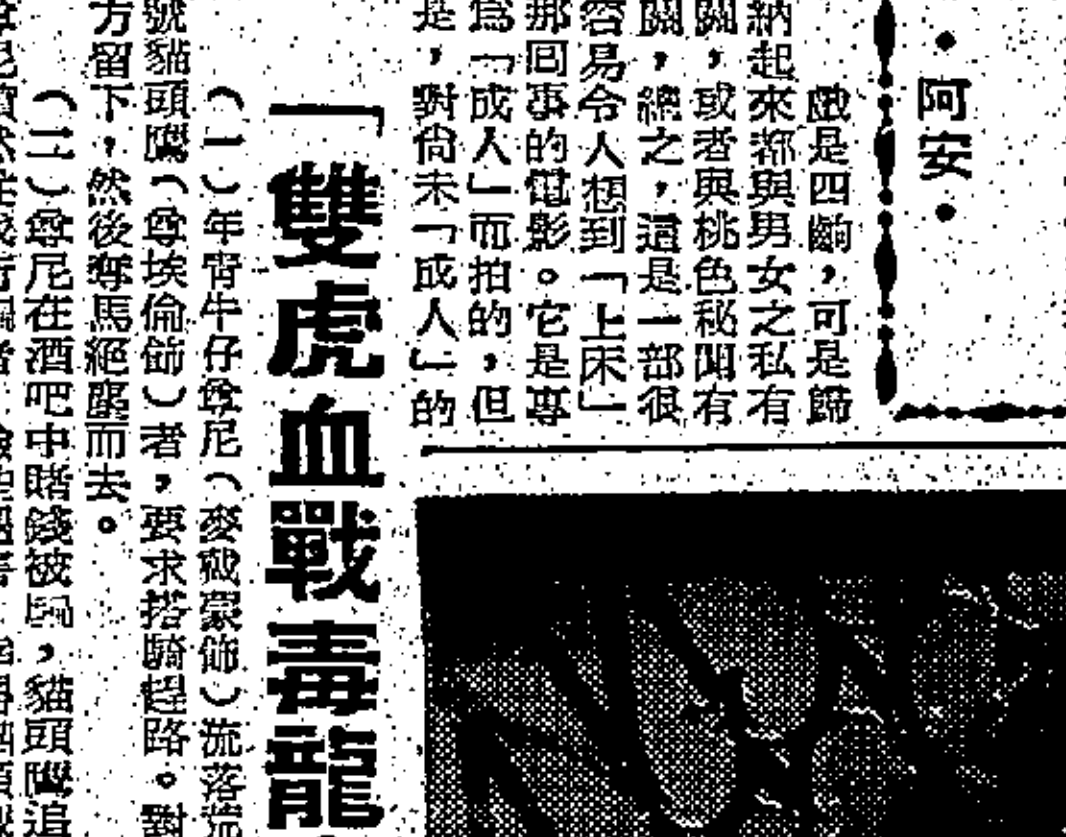 ・阿安・
戲是四齣，可是歸
納起來都與男女之私有
關，或者與桃色秘聞有
關，總之，這是一部很
容易令人想到「上床」
那回事的電影。它是專
爲「成人」而拍的，但
是，對尙未「成人」的
「雙虎血戰毒龍
（一）年青牛仔尊尼（麥戴蒙飾）流落荒
號貓頭鷹（尊埃倫飾）者，要求搭騎趕路。對
方留下，然後奪馬絕塵而去。
（二）尊尼在酒吧中賭錢被騙，貓頭鷹追